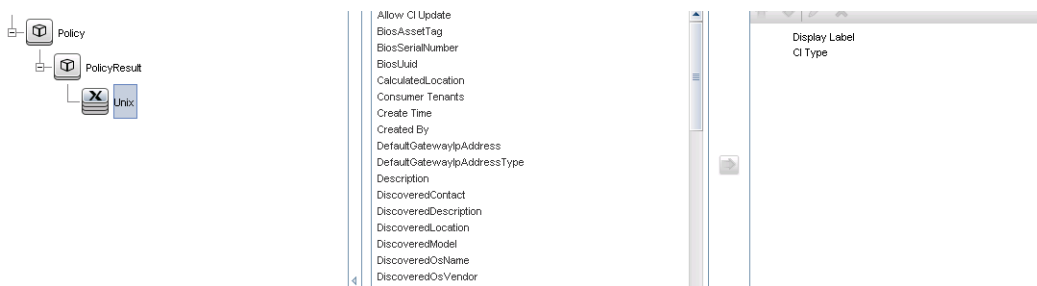 Policy
PolicyResult
Unix
Allow CI Update
BiosAssetTag
BiosSerialNumber
BiosUuid
CalculatedLocation
Consumer Tenants
Create Time
Created By
DefaultGatewayIpAddress
DefaultGatewayIpAddressType
Description
DiscoveredContact
DiscoveredDescription
DiscoveredLocation
DiscoveredModel
DiscoveredOsName
DiscoveredOsVendor
Display Label
CI Type